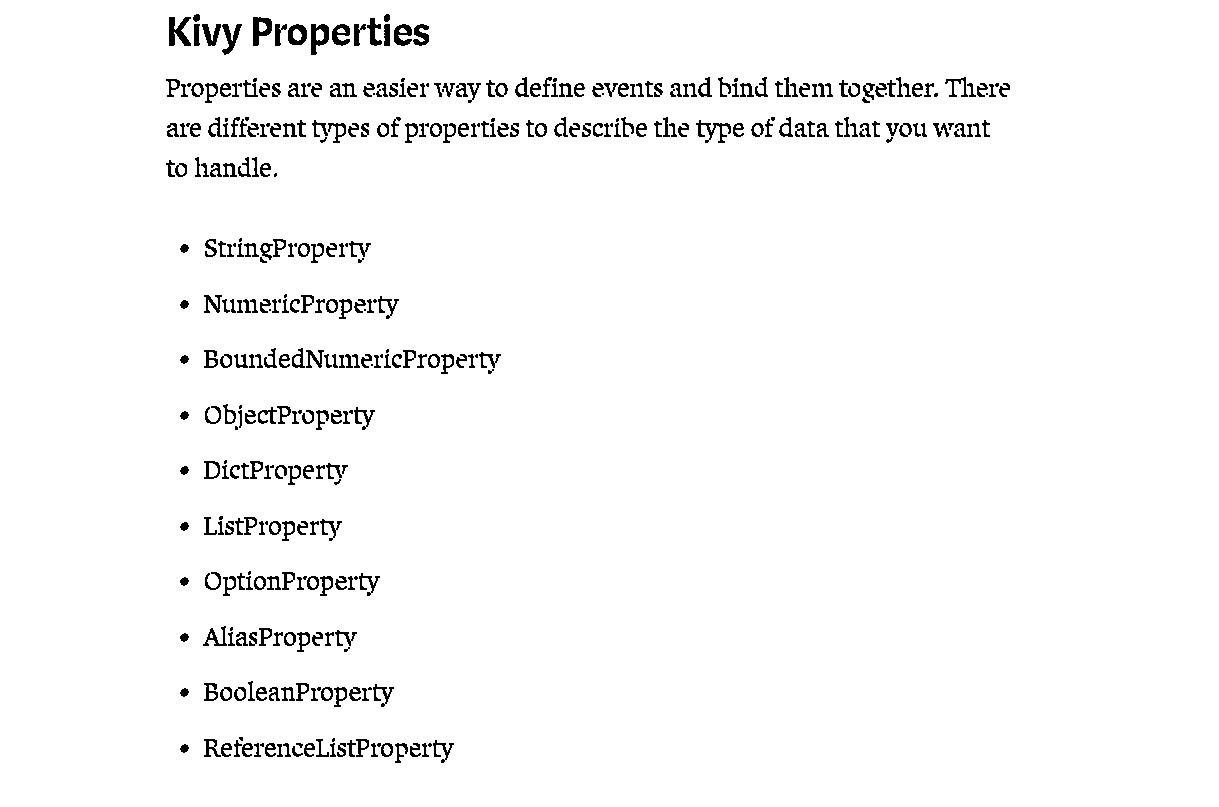 Kivy Properties
Properties are an easier way to define events and bind them together. There
are different types of properties to describe the type of data that you want
to handle.
• StringProperty
• NumericProperty
• BoundedNumericProperty
• ObjectProperty
• DictProperty
• ListProperty
• OptionProperty
• AliasProperty
• BooleanProperty
• ReferenceListProperty